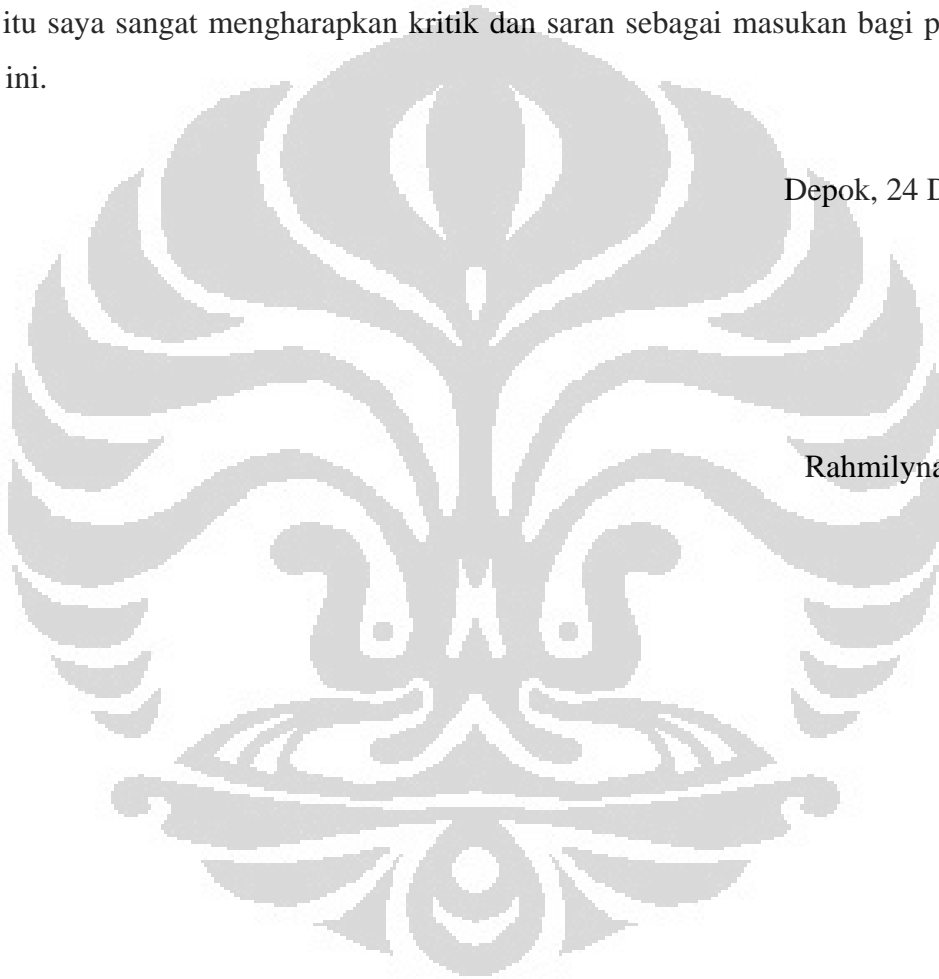 itu saya sangat mengharapkan kritik dan saran sebagai masukan bagi p
ini.
Depok, 24 D
Rahmilyna